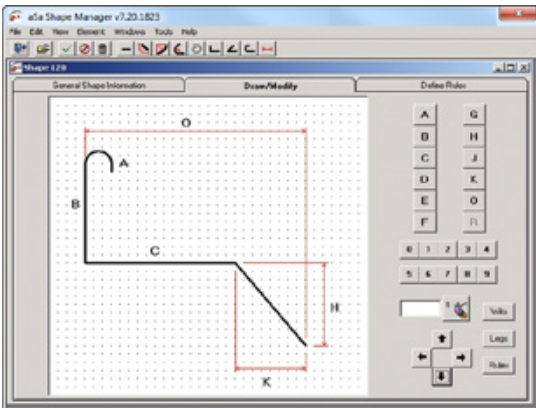 aSa Shape Manager v7.20.1823
File Edit View Element Windows Tools Help
Shape 120
General Shape Information Draw/Modify Define Rules
O
A
B
C
H
K
A G
B H
C J
D K
E O
F R
0 1 2 3 4
5 6 7 8 9
Legs
Rules